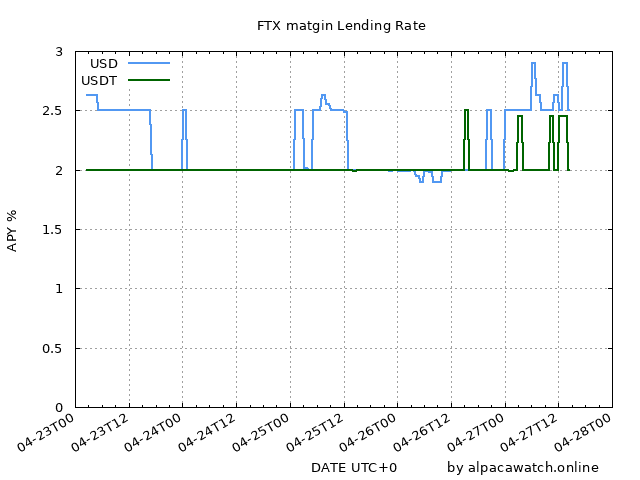 FTX matgin Lending Rate
3
USD
USDT
2.5
2
1.5
APY %
1
0.5
0
04-23T00
04-23T12
04-24T00
04-24T12
04-25T00
04-25T12
04-26T00
04-26T12
04-27T00
04-27T12
04-28T00
DATE UTC+0
by alpacawatch.online